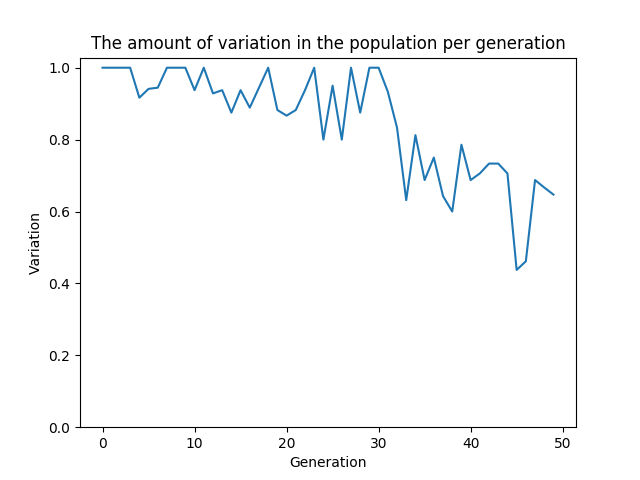 The amount of variation in the population per generation
1.0
0.8
0.6
0.4
0.2
0.0
Variation
0 10 20 30 40 50
Generation